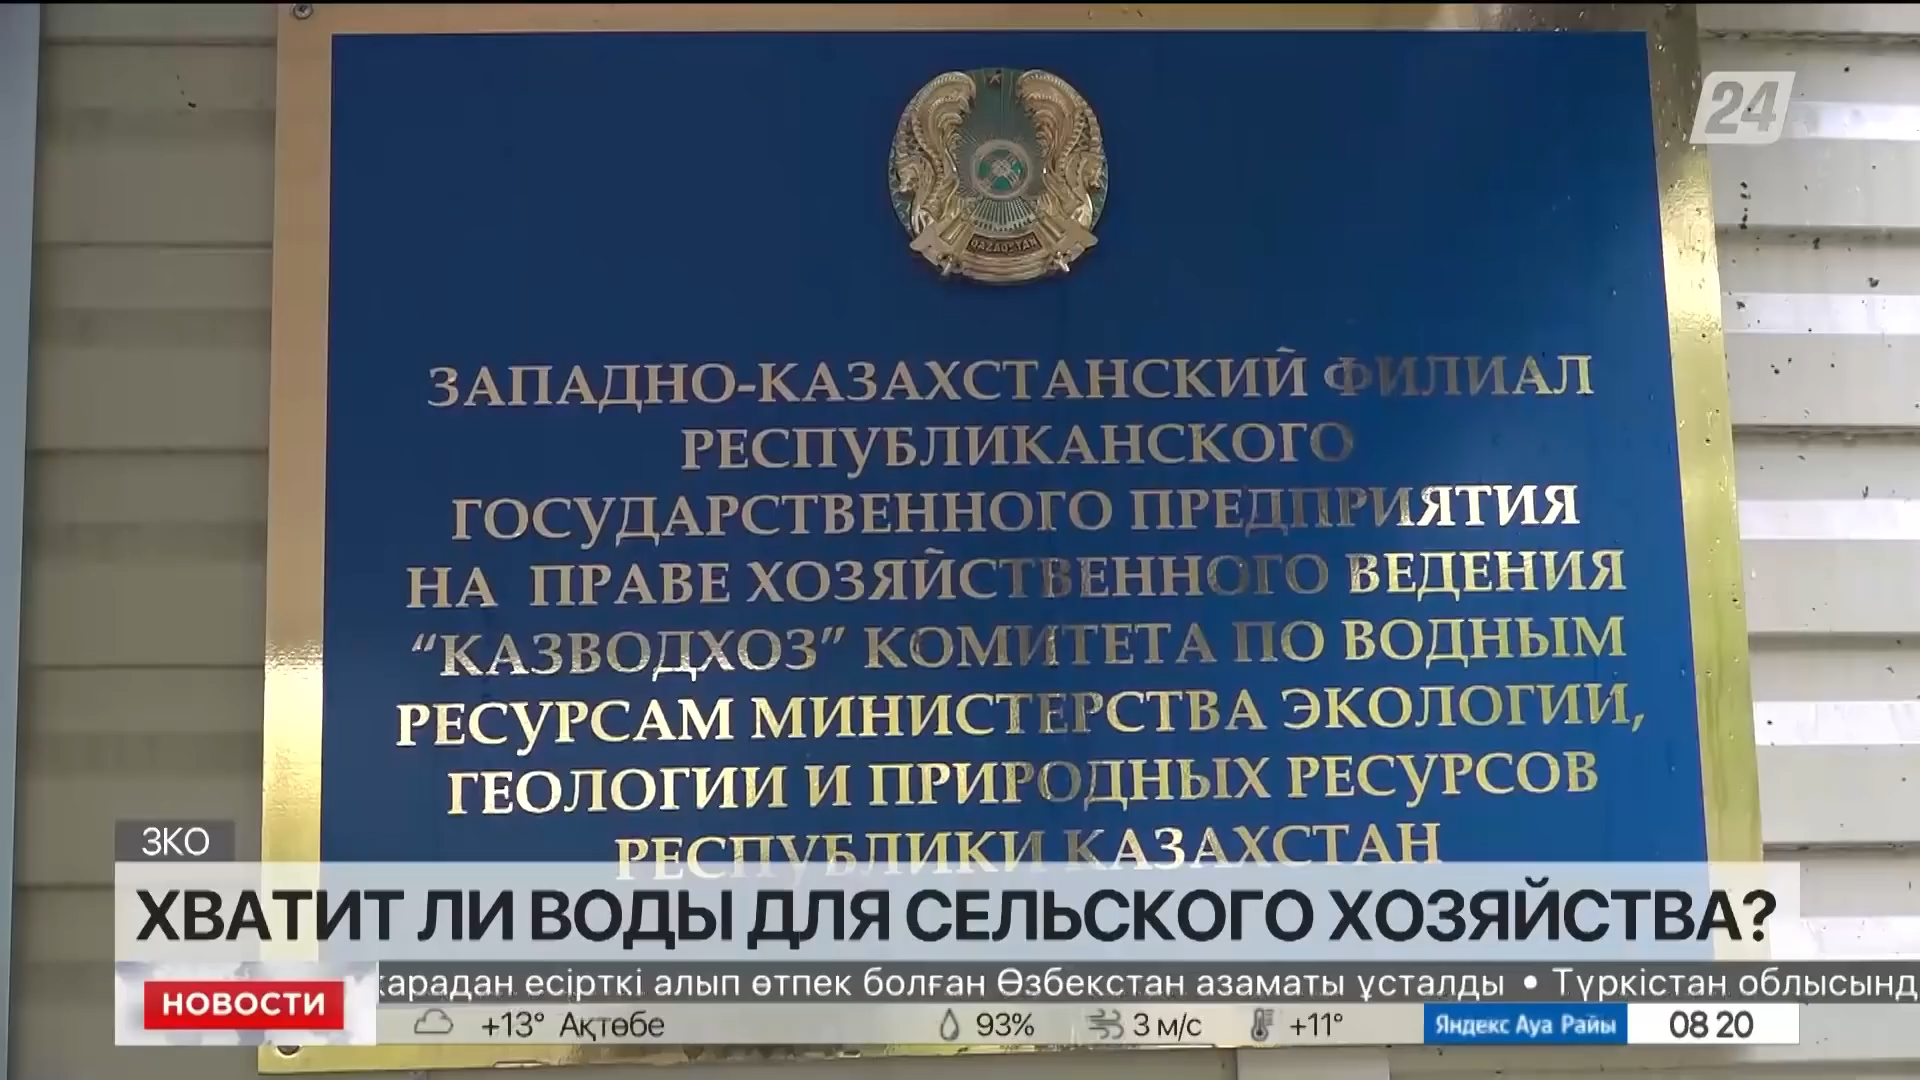 24
QAZAQSTAN
ЗАПАДНО-КАЗАХСТАНСКИЙ ФИЛИАЛ
РЕСПУБЛИКАНСКОГО
ГОСУДАРСТВЕННОГО ПРЕДПРИЯТИЯ
НА ПРАВЕ ХОЗЯЙСТВЕННОГО ВЕДЕНИЯ
“КАЗВОДХОЗ” КОМИТЕТА ПО ВОДНЫМ
РЕСУРСАМ МИНИСТЕРСТВА ЭКОЛОГИИ,
ГЕОЛОГИИ И ПРИРОДНЫХ РЕСУРСОВ
РЕСПУБЛИКИ КАЗАХСТАН
ЗКО
ХВАТИТ ЛИ ВОДЫ ДЛЯ СЕЛЬСКОГО ХОЗЯЙСТВА?
НОВОСТИ
карадан есірткі алып өтпек болған Өзбекстан азаматы ұсталды • Түркістан облысынд
+13° Ақтөбе 93% 3 м/с +11° Яндекс Ауа Райы 08 20